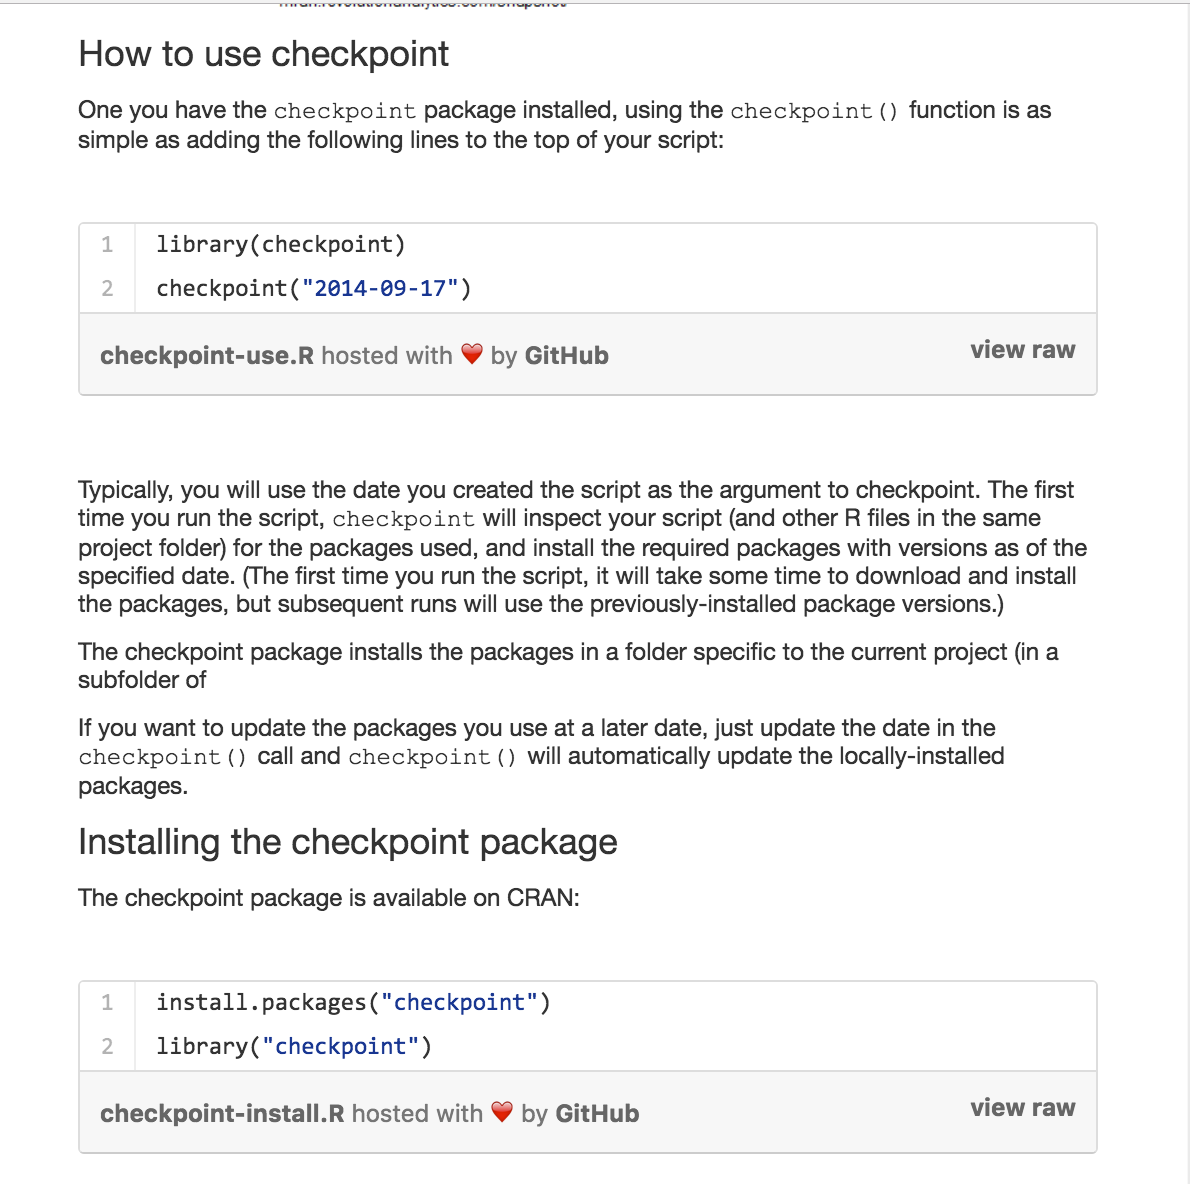 How to use checkpoint
One you have the checkpoint package installed, using the checkpoint() function is as
simple as adding the following lines to the top of your script:
1 library(checkpoint)
2 checkpoint("2014-09-17")
checkpoint-use.R hosted with ❤ by GitHub view raw
Typically, you will use the date you created the script as the argument to checkpoint. The first
time you run the script, checkpoint will inspect your script (and other R files in the same
project folder) for the packages used, and install the required packages with versions as of the
specified date. (The first time you run the script, it will take some time to download and install
the packages, but subsequent runs will use the previously-installed package versions.)
The checkpoint package installs the packages in a folder specific to the current project (in a
subfolder of
If you want to update the packages you use at a later date, just update the date in the
checkpoint() call and checkpoint() will automatically update the locally-installed
packages.
Installing the checkpoint package
The checkpoint package is available on CRAN:
1 install.packages("checkpoint")
2 library("checkpoint")
checkpoint-install.R hosted with ❤ by GitHub view raw